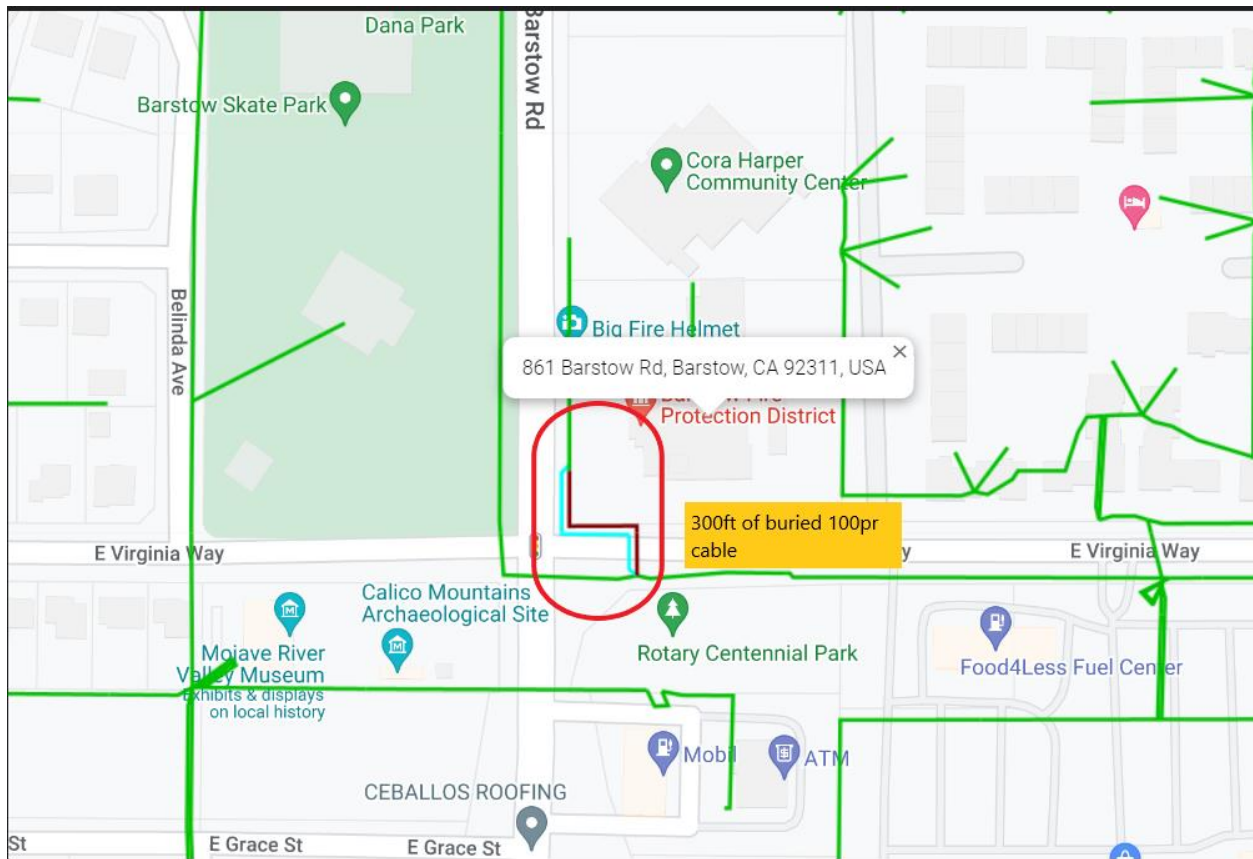 Dana Park
Barstow Rd
Barstow Skate Park
Cora Harper
Community Center
Belinda Ave
Big Fire Helmet
861 Barstow Rd, Barstow, CA 92311, USA
Protection District
300ft of buried 100pr
cable
E Virginia Way
E Virginia Way
Calico Mountains
Archaeological Site
Mojave River
Valley Museum
Exhibits & displays
on local history
Rotary Centennial Park
Food4Less Fuel Center
Mobil
ATM
CEBALLOS ROOFING
St
E Grace St
E Grace St